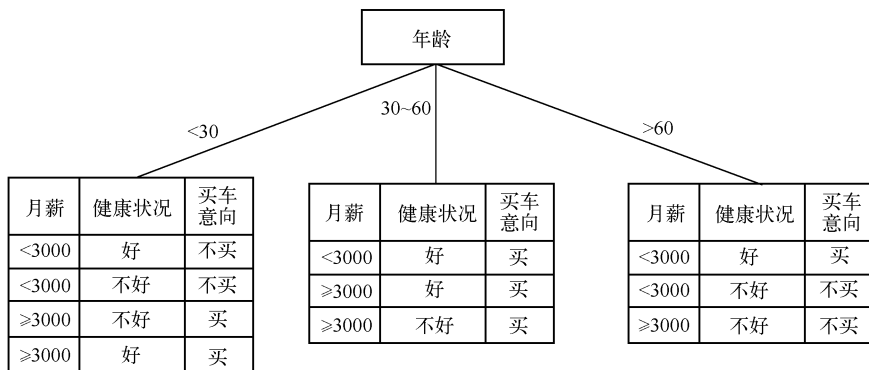 年龄
<30
30~60
>60
月薪 健康状况 买车意向
<3000 好 不买
<3000 不好 不买
≥3000 不好 买
≥3000 好 买
月薪 健康状况 买车意向
<3000 好 买
≥3000 好 买
≥3000 不好 买
月薪 健康状况 买车意向
<3000 好 买
<3000 不好 不买
≥3000 不好 不买